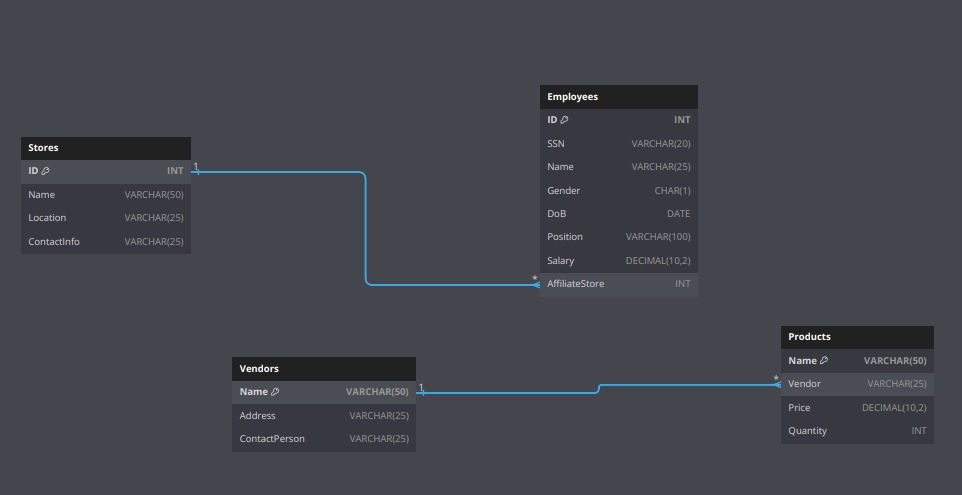 Stores
ID INT
Name VARCHAR(50)
Location VARCHAR(25)
ContactInfo VARCHAR(25)
1
*
Employees
ID INT
SSN VARCHAR(20)
Name VARCHAR(25)
Gender CHAR(1)
DoB DATE
Position VARCHAR(100)
Salary DECIMAL(10,2)
AffiliateStore INT
Vendors
Name VARCHAR(50)
Address VARCHAR(25)
ContactPerson VARCHAR(25)
1
*
Products
Name VARCHAR(50)
Vendor VARCHAR(25)
Price DECIMAL(10,2)
Quantity INT